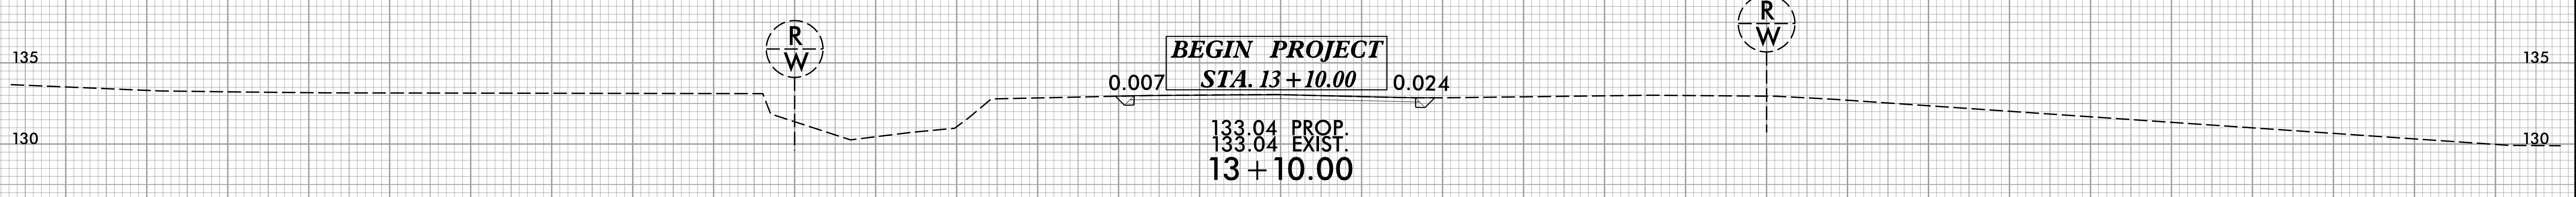 R
W
R
W
135
BEGIN PROJECT
135
0.007
STA. 13+10.00
0.024
130
133.04 PROP.
133.04 EXIST.
130
13+10.00